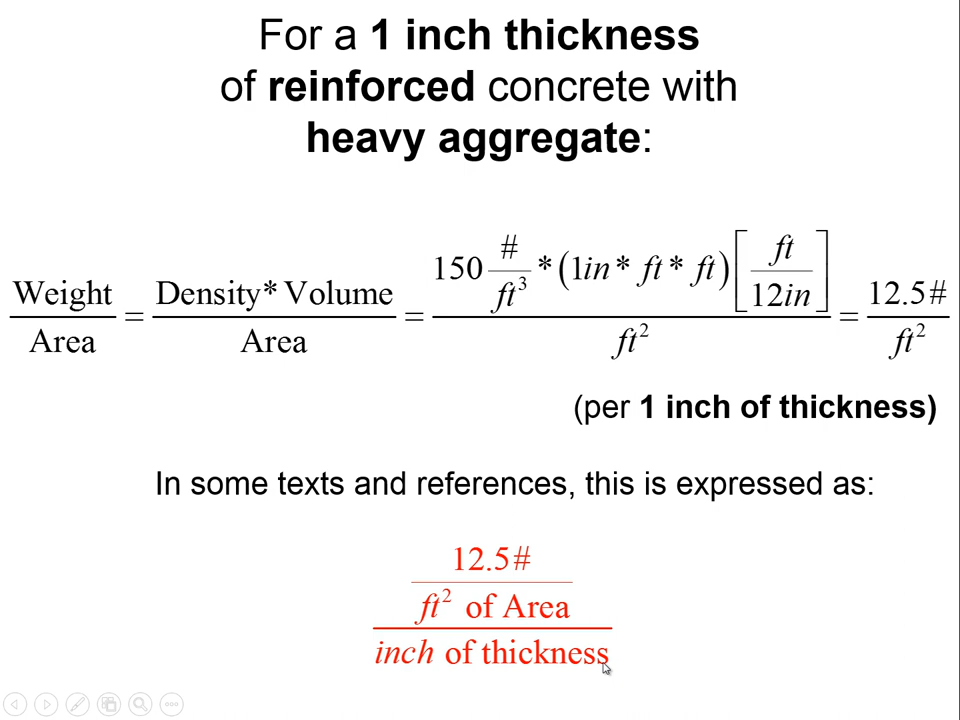 For a 1 inch thickness
of reinforced concrete with
heavy aggregate:
Weight/Area = Density* Volume/Area = 150 #/ft³ * (1in * ft * ft) [ft/12in] / ft² = 12.5#/ft²
(per 1 inch of thickness)
In some texts and references, this is expressed as:
12.5#
ft² of Area
inch of thickness